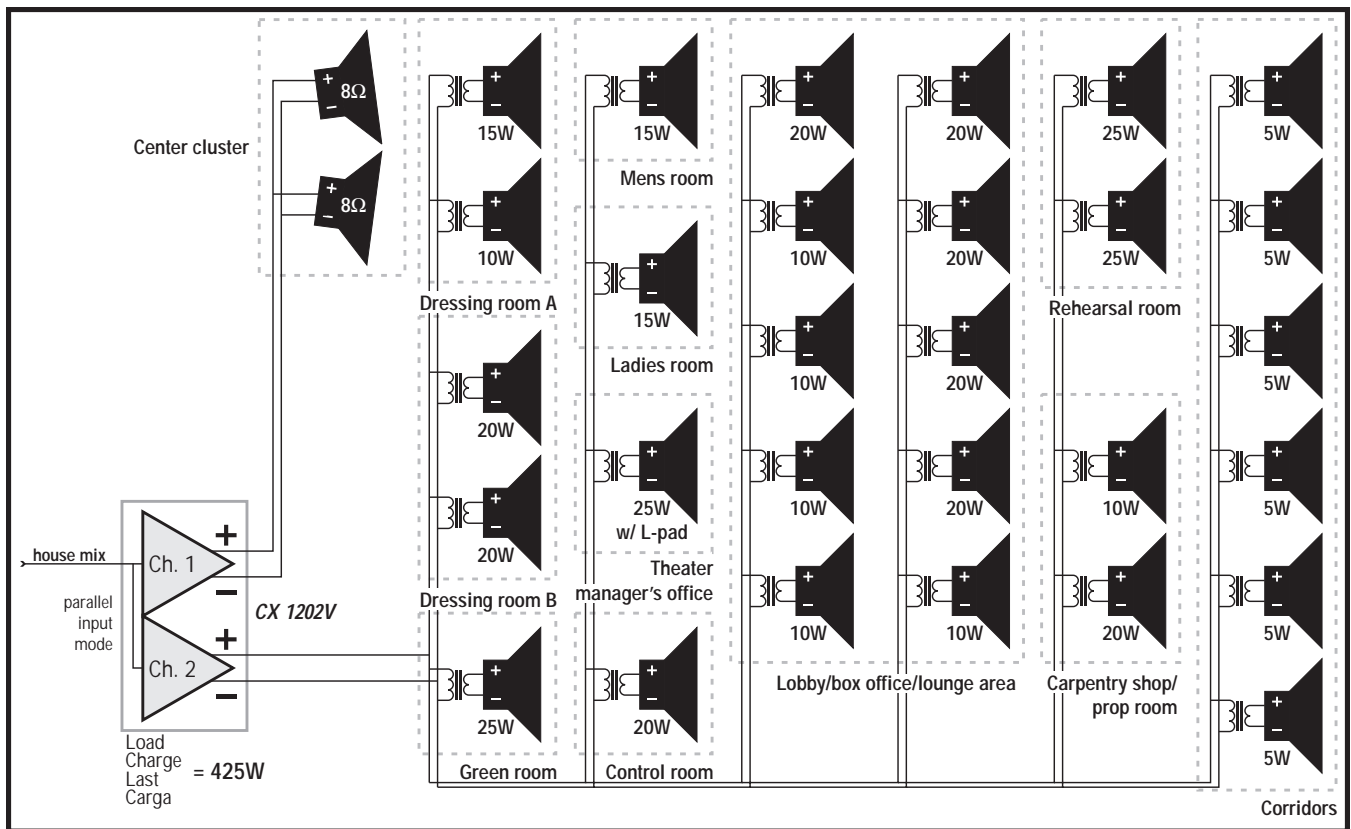 Center cluster
+
8Ω
−
+
8Ω
−
+
−
15W
+
−
10W
Dressing room A
+
−
20W
+
−
20W
Dressing room B
+
−
25W
Green room
+
−
15W
Mens room
+
−
15W
Ladies room
+
−
25W
w/ L-pad
Theater
manager's office
+
−
20W
Control room
+
−
20W
+
−
10W
+
−
10W
+
−
10W
+
−
10W
+
−
20W
+
−
20W
+
−
20W
+
−
20W
+
−
10W
Lobby/box office/lounge area
+
−
25W
+
−
25W
Rehearsal room
+
−
10W
+
−
20W
Carpentry shop/
prop room
+
−
5W
+
−
5W
+
−
5W
+
−
5W
+
−
5W
+
−
5W
Corridors
house mix
parallel
input
mode
Ch. 1
+
−
CX 1202V
Ch. 2
+
−
Load
Charge
Last
Carga
= 425W